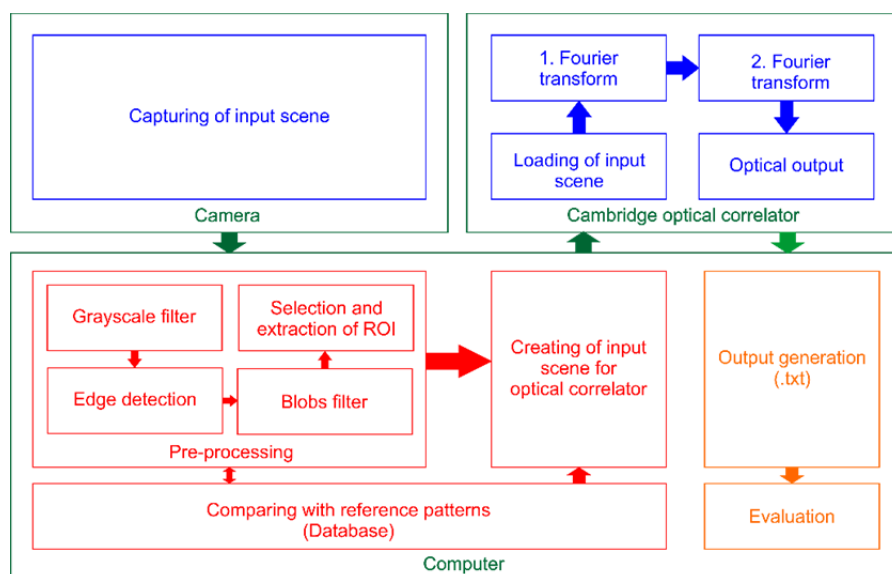 Capturing of input scene
Camera
1. Fourier
transform
2. Fourier
transform
Loading of input
scene
Optical output
Cambridge optical correlator
Grayscale filter
Selection and
extraction of ROI
Edge detection
Blobs filter
Pre-processing
Creating of input
scene for
optical correlator
Comparing with reference patterns
(Database)
Output generation
(.txt)
Evaluation
Computer